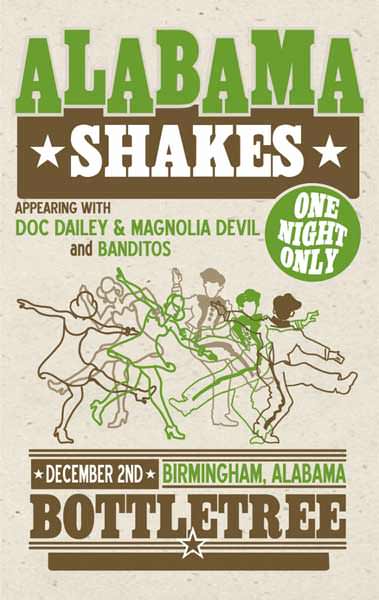 ALABAMA
SHAKES
APPEARING WITH
DOC DAILEY & MAGNOLIA DEVIL
and BANDITOS
ONE
NIGHT
ONLY
DECEMBER 2ND
BIRMINGHAM, ALABAMA
BOTTLETREE